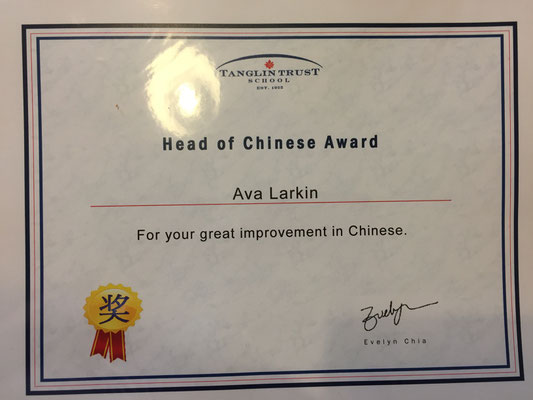 TANGLIN TRUST
SCHOOL
EST. 1925
Head of Chinese Award
Ava Larkin
For your great improvement in Chinese.
奖
Evelyn
Evelyn Chia